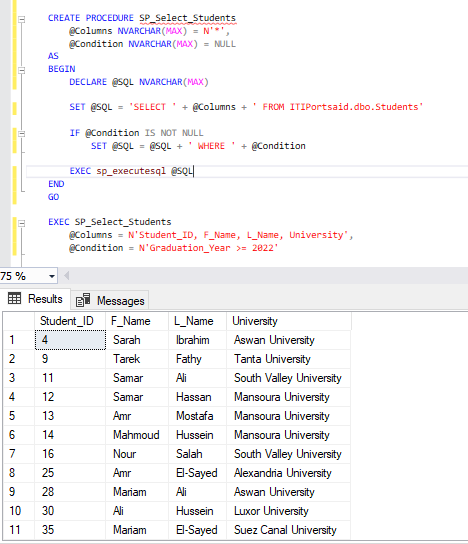 CREATE PROCEDURE SP_Select_Students
@Columns NVARCHAR(MAX) = N'*',
@Condition NVARCHAR(MAX) = NULL
AS
BEGIN
DECLARE @SQL NVARCHAR(MAX)
SET @SQL = 'SELECT ' + @Columns + ' FROM ITIPortsaid.dbo.Students'
IF @Condition IS NOT NULL
SET @SQL = @SQL + ' WHERE ' + @Condition
EXEC sp_executesql @SQL
END
GO
EXEC SP_Select_Students
@Columns = N'Student_ID, F_Name, L_Name, University',
@Condition = N'Graduation_Year >= 2022'
75 %
Results Messages
Student_ID F_Name L_Name University
1 4 Sarah Ibrahim Aswan University
2 9 Tarek Fathy Tanta University
3 11 Samar Ali South Valley University
4 12 Samar Hassan Mansoura University
5 13 Amr Mostafa Mansoura University
6 14 Mahmoud Hussein Mansoura University
7 16 Nour Salah South Valley University
8 25 Amr El-Sayed Alexandria University
9 28 Mariam Ali Aswan University
10 30 Ali Hussein Luxor University
11 35 Mariam El-Sayed Suez Canal University